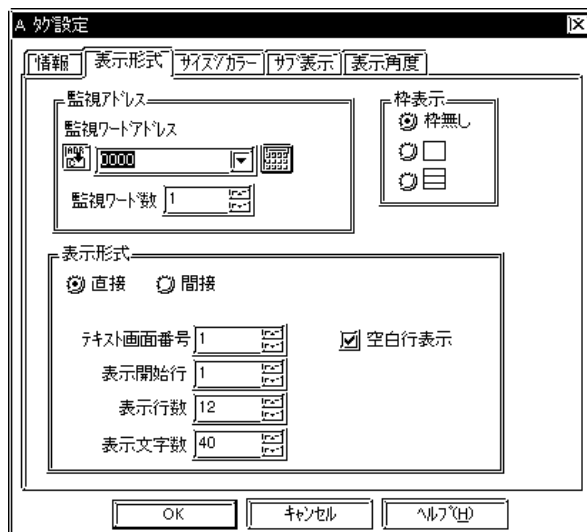 A ﾀｸﾞ設定
情報 表示形式 ｻｲｽﾞ/ｶﾗｰ ｻﾌﾞ表示 表示角度
監視アドレス
監視ワードアドレス
ADR
0000
監視ワード数 1
枠表示
枠無し
表示形式
直接 間接
テキスト画面番号 1
空白行表示
表示開始行 1
表示行数 12
表示文字数 40
OK ｷｬﾝｾﾙ ﾍﾙﾌﾟ(H)